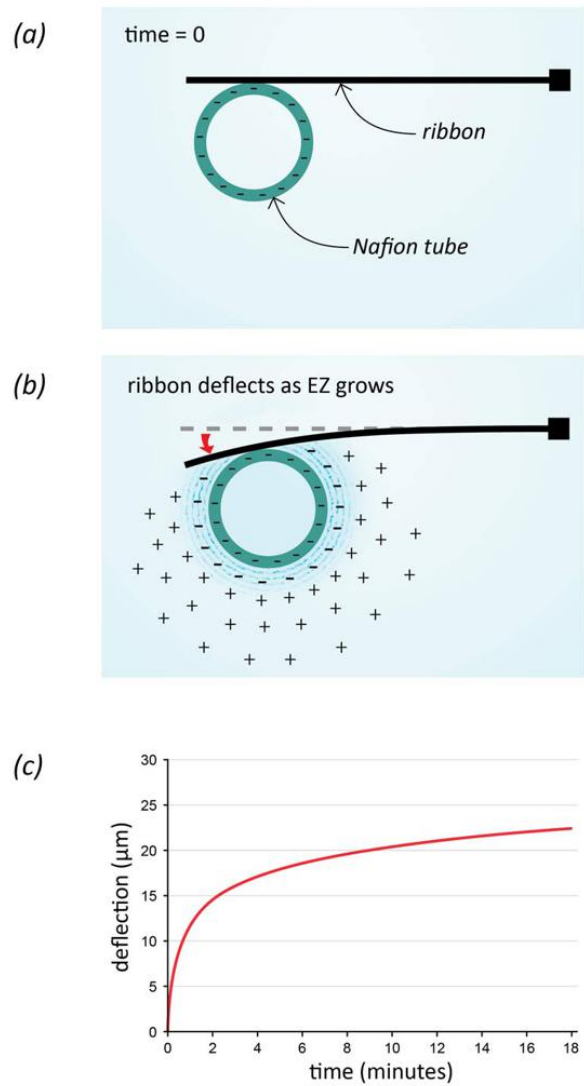 (a)
time = 0
ribbon
Nafion tube
(b)
ribbon deflects as EZ grows
(c)
deflection (μm)
30
25
20
15
10
5
0
0 2 4 6 8 10 12 14 16 18
time (minutes)